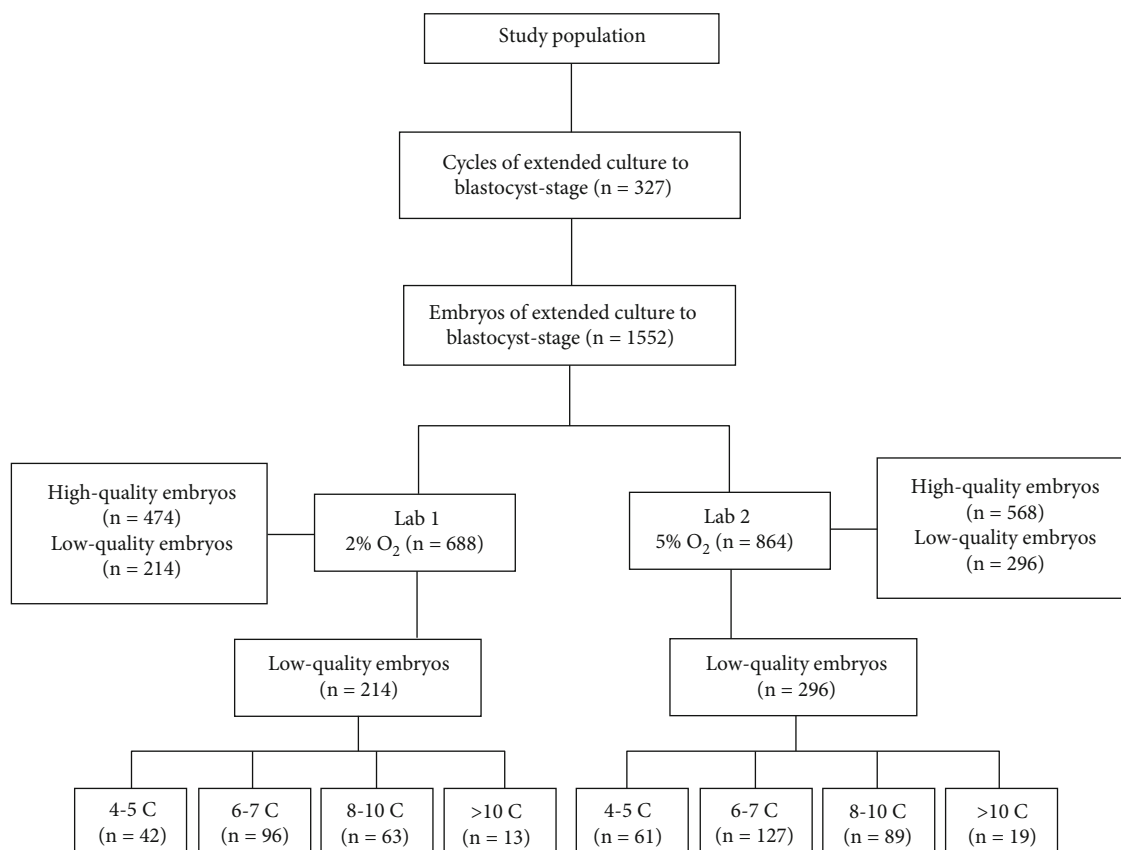 Study population
Cycles of extended culture to
blastocyst-stage (n = 327)
Embryos of extended culture to
blastocyst-stage (n = 1552)
High-quality embryos
(n = 474)
Low-quality embryos
(n = 214)
Lab 1
2% O₂ (n = 688)
Lab 2
5% O₂ (n = 864)
High-quality embryos
(n = 568)
Low-quality embryos
(n = 296)
Low-quality embryos
(n = 214)
Low-quality embryos
(n = 296)
4-5 C
(n = 42)
6-7 C
(n = 96)
8-10 C
(n = 63)
>10 C
(n = 13)
4-5 C
(n = 61)
6-7 C
(n = 127)
8-10 C
(n = 89)
>10 C
(n = 19)